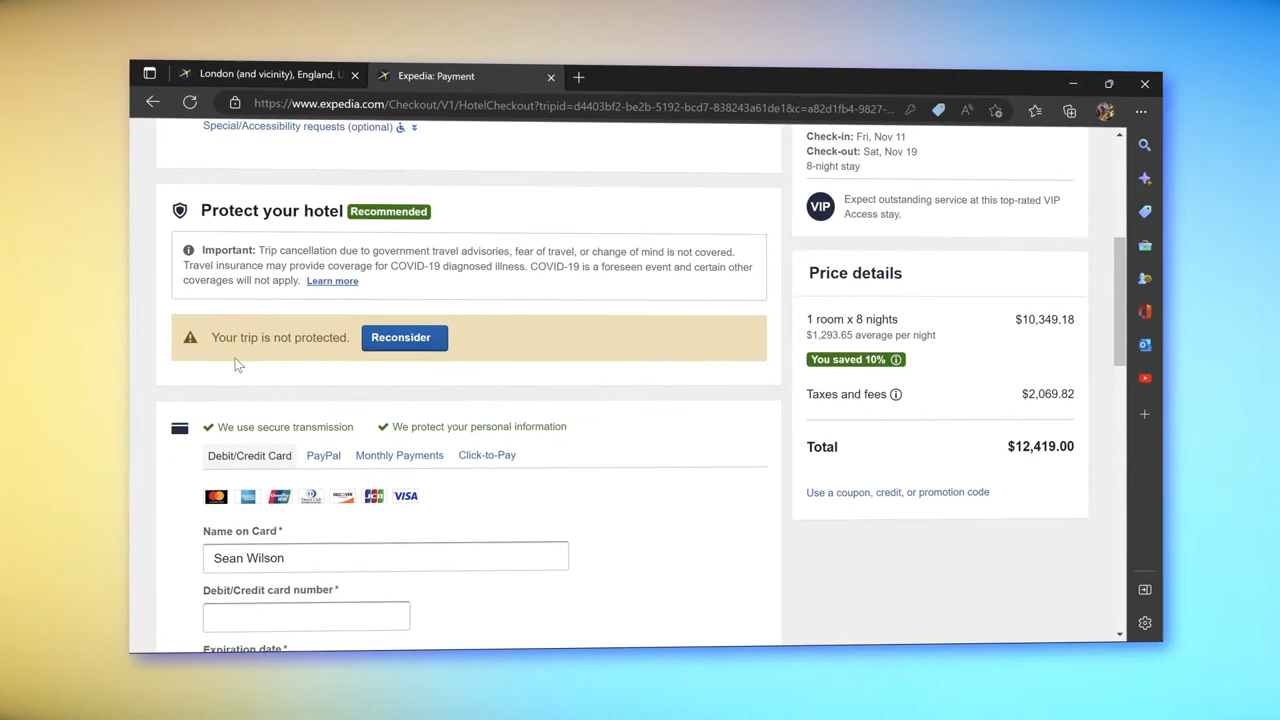 London (and vicinity), England, U
Expedia: Payment
https://www.expedia.com/Checkout/V1/HotelCheckout?tripid=d4403bf2-be2b-5192-bcd7-838243a61de1&c=a82d1fb4-9827-...
Special/Accessibility requests (optional)
Protect your hotel Recommended
Important: Trip cancellation due to government travel advisories, fear of travel, or change of mind is not covered.
Travel insurance may provide coverage for COVID-19 diagnosed illness. COVID-19 is a foreseen event and certain other
coverages will not apply. Learn more
Your trip is not protected. Reconsider
We use secure transmission We protect your personal information
Debit/Credit Card PayPal Monthly Payments Click-to-Pay
VISA
Name on Card*
Sean Wilson
Debit/Credit card number*
Expiration date*
Check-in: Fri, Nov 11
Check-out: Sat, Nov 19
8-night stay
VIP
Expect outstanding service at this top-rated VIP
Access stay.
Price details
1 room x 8 nights $10,349.18
$1,293.65 average per night
You saved 10%
Taxes and fees $2,069.82
Total $12,419.00
Use a coupon, credit, or promotion code